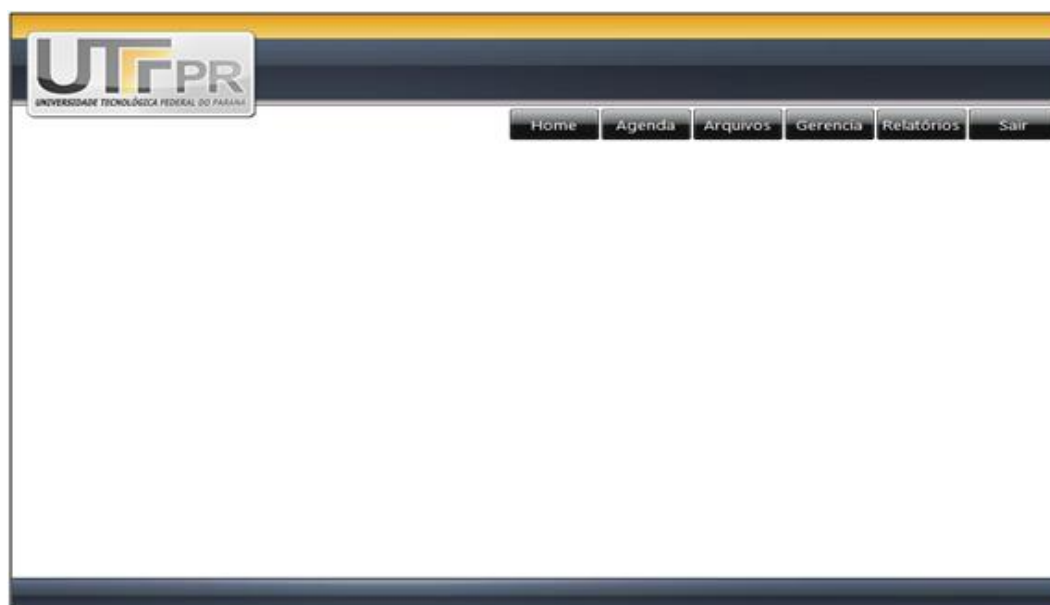 UTFPR
UNIVERSIDADE TECNOLÓGICA FEDERAL DO PARANÁ
Home Agenda Arquivos Gerencia Relatórios Sair